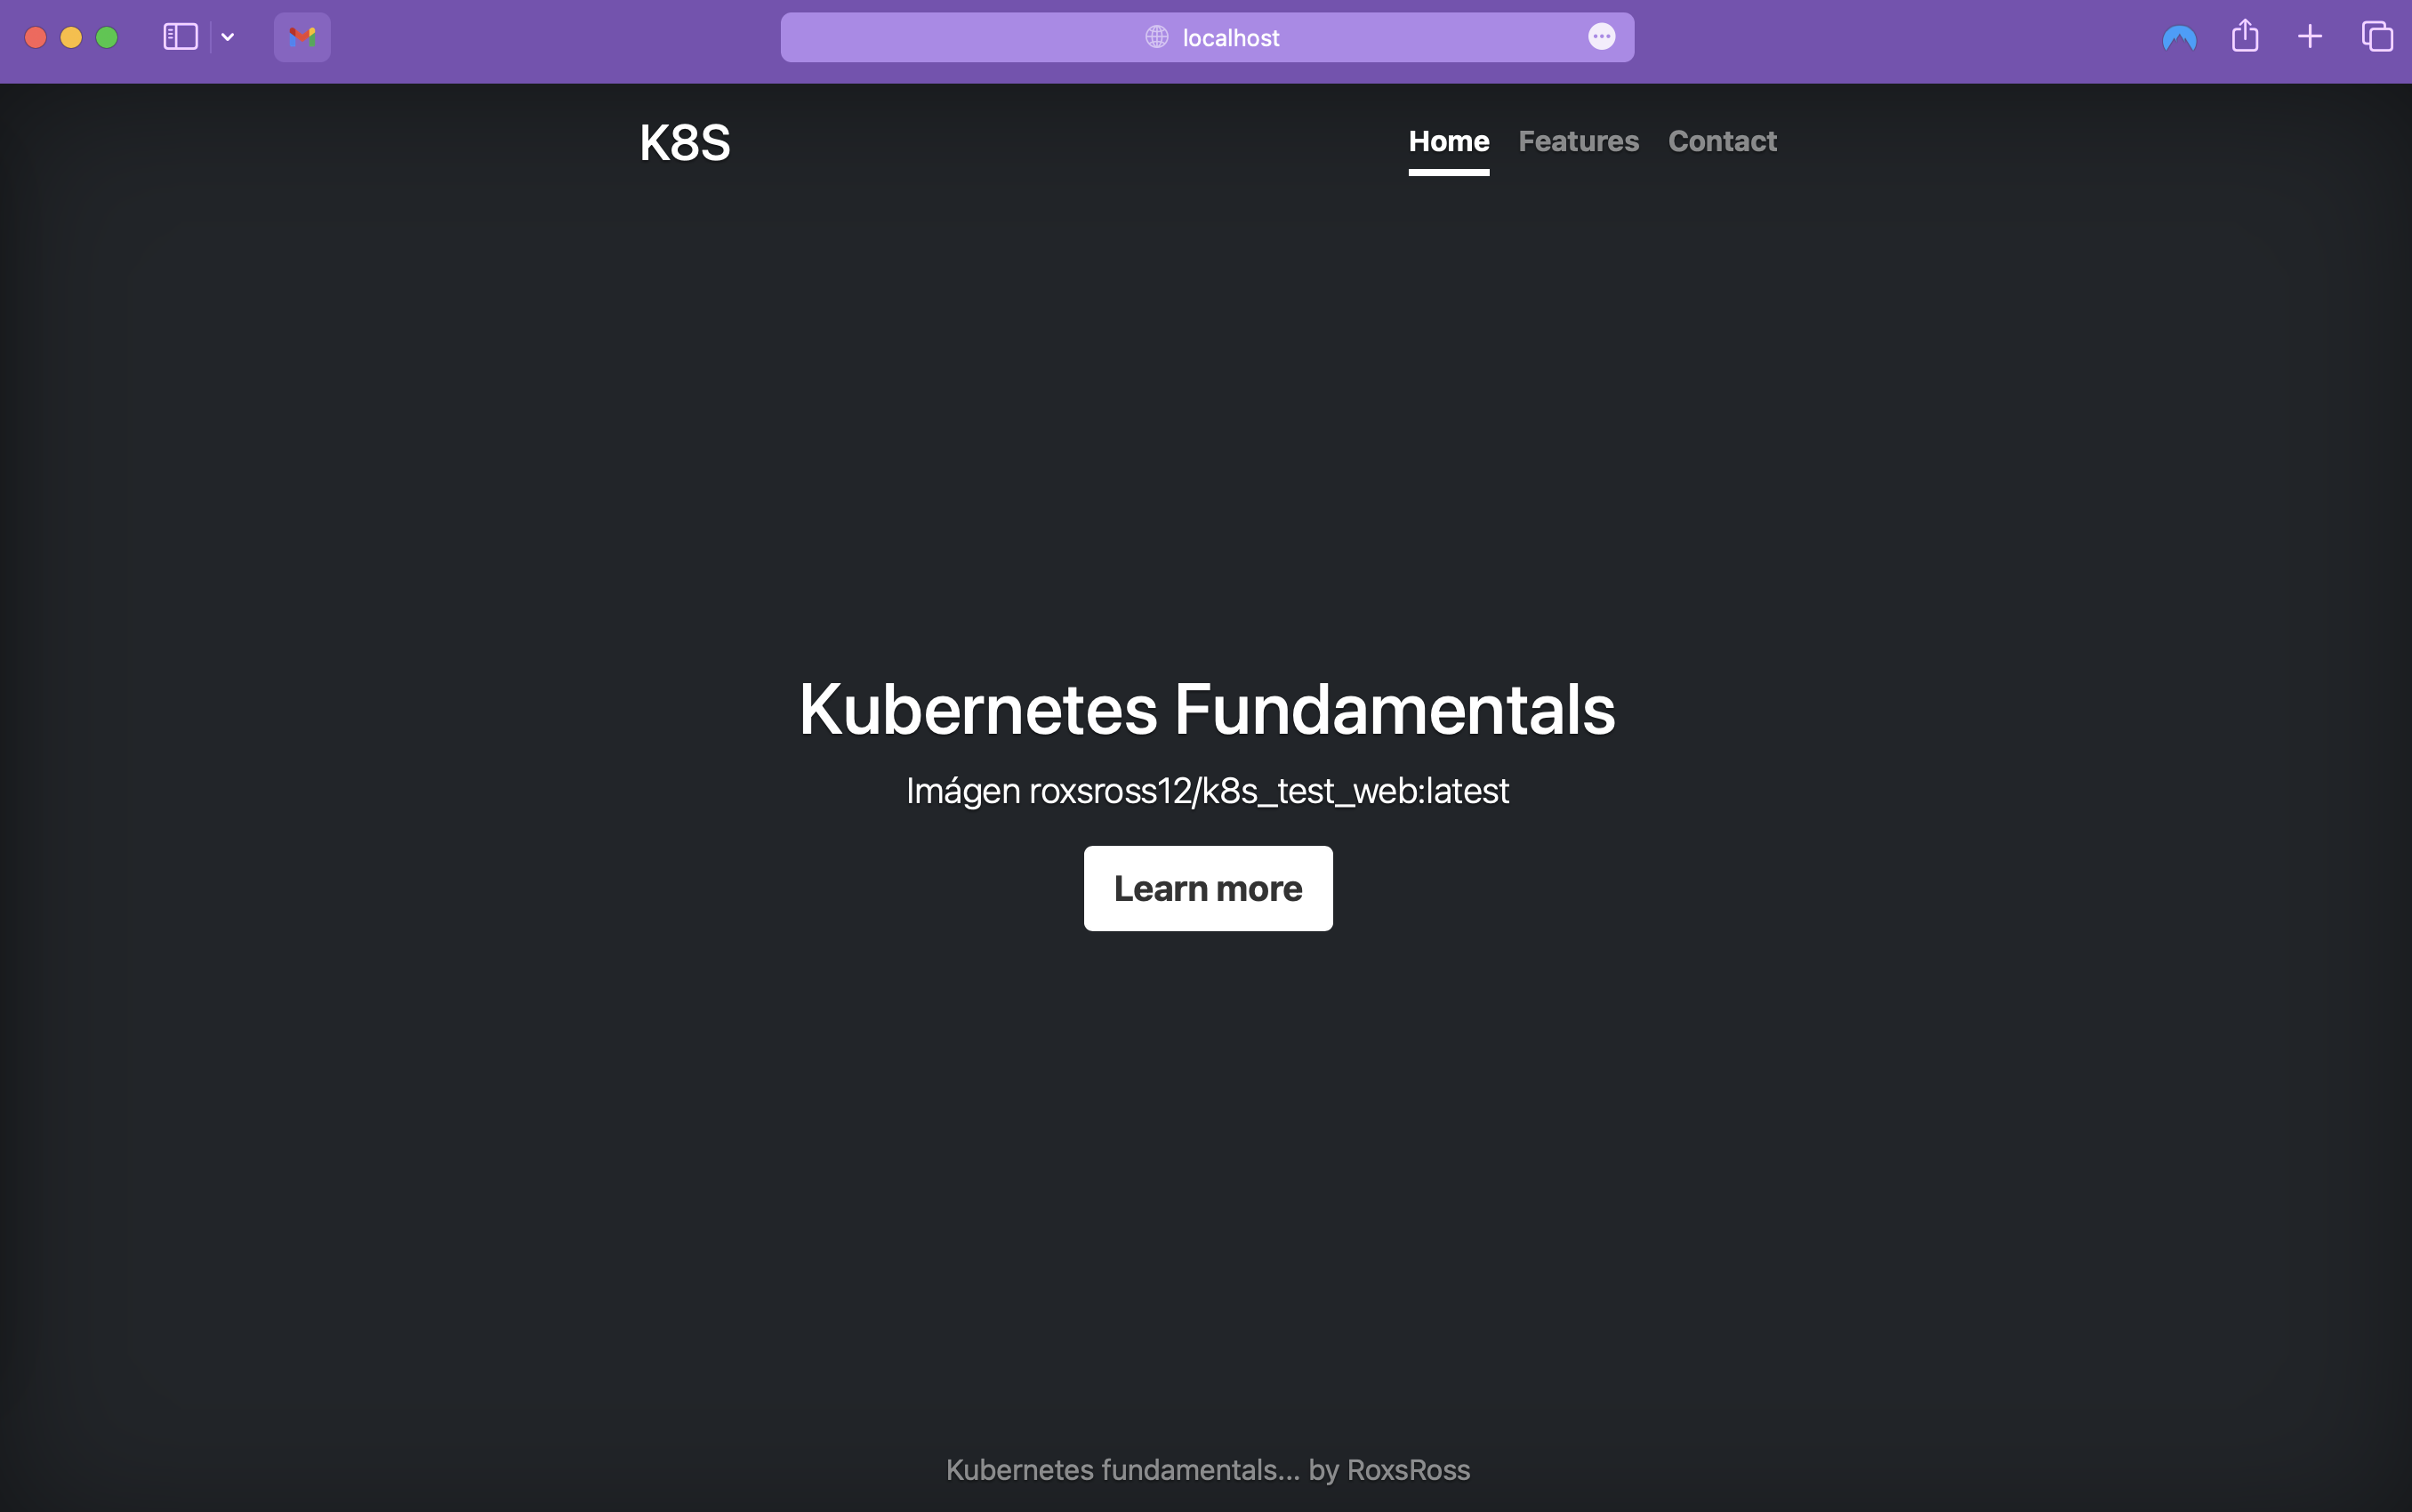 localhost
K8S
Home Features Contact
Kubernetes Fundamentals
Imágen roxsross12/k8s_test_web:latest
Learn more
Kubernetes fundamentals... by RoxsRoss